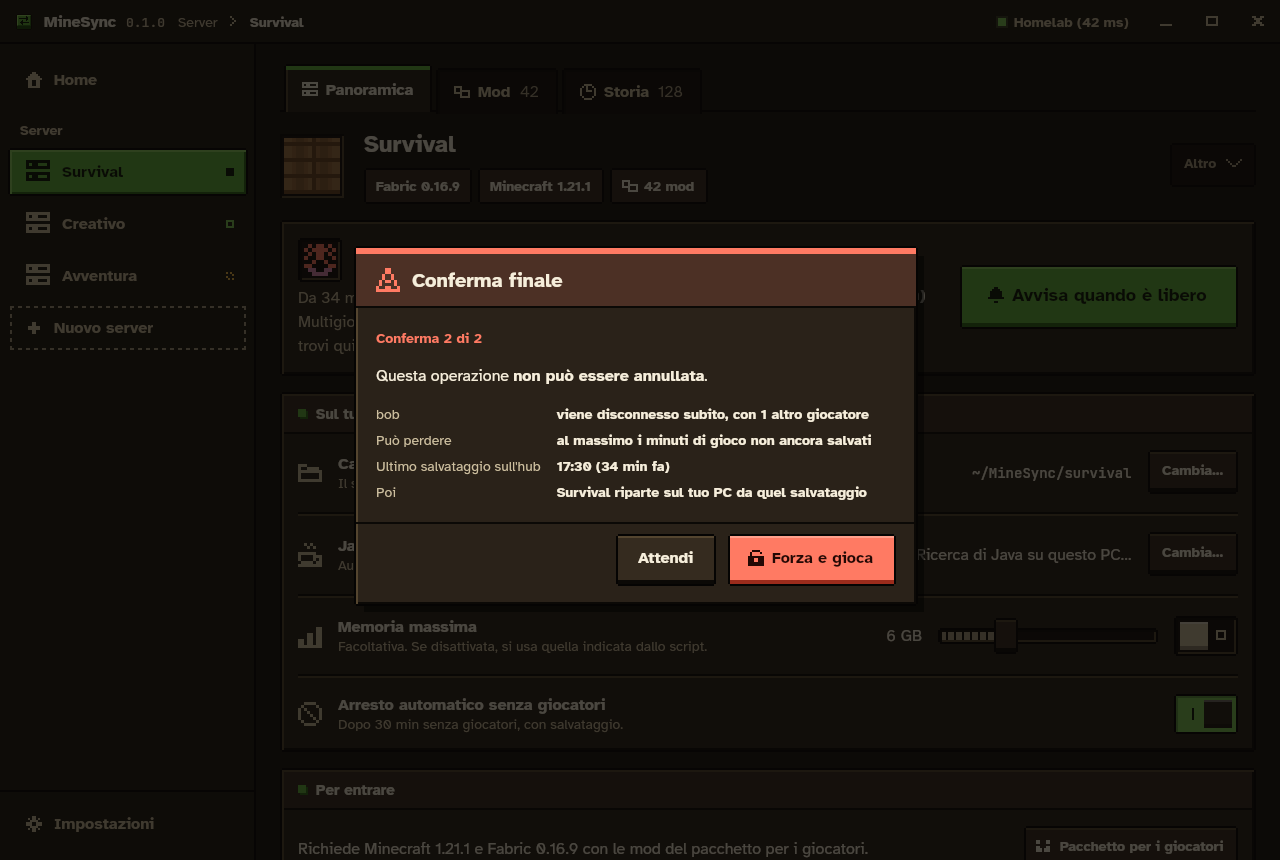 MineSync 0.1.0 Server > Survival
Homelab (42 ms)
Home
Server
Survival
Creativo
Avventura
Nuovo server
Impostazioni
Panoramica
Mod 42
Storia 128
Survival
Fabric 0.16.9
Minecraft 1.21.1
42 mod
Altro
Da 34 m
Multigio
trovi qui
)
Avvisa quando è libero
Conferma finale
Conferma 2 di 2
Questa operazione non può essere annullata.
bob viene disconnesso subito, con 1 altro giocatore
Può perdere al massimo i minuti di gioco non ancora salvati
Ultimo salvataggio sull'hub 17:30 (34 min fa)
Poi Survival riparte sul tuo PC da quel salvataggio
Attendi
Forza e gioca
Sul tu
Ca
Il s
~/MineSync/survival
Cambia...
Ja
Au
Ricerca di Java su questo PC...
Cambia...
Memoria massima
Facoltativa. Se disattivata, si usa quella indicata dallo script.
6 GB
Arresto automatico senza giocatori
Dopo 30 min senza giocatori, con salvataggio.
Per entrare
Richiede Minecraft 1.21.1 e Fabric 0.16.9 con le mod del pacchetto per i giocatori.
Pacchetto per i giocatori